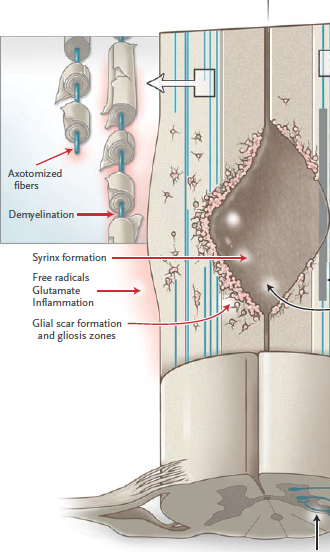 Axotomized
fibers
Demyelination
Syrinx formation
Free radicals
Glutamate
Inflammation
Glial scar formation
and gliosis zones